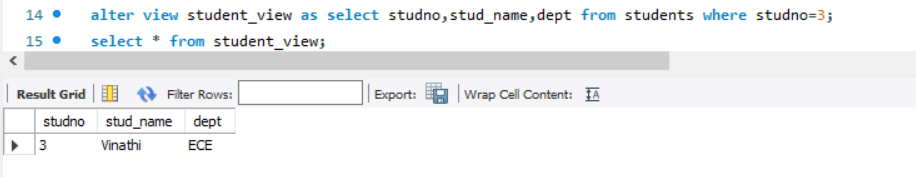 14 alter view student_view as select studno,stud_name,dept from students where studno=3;
15 select * from student_view;
Result Grid Filter Rows: Export: Wrap Cell Content: IA
studno stud_name dept
3 Vinathi ECE